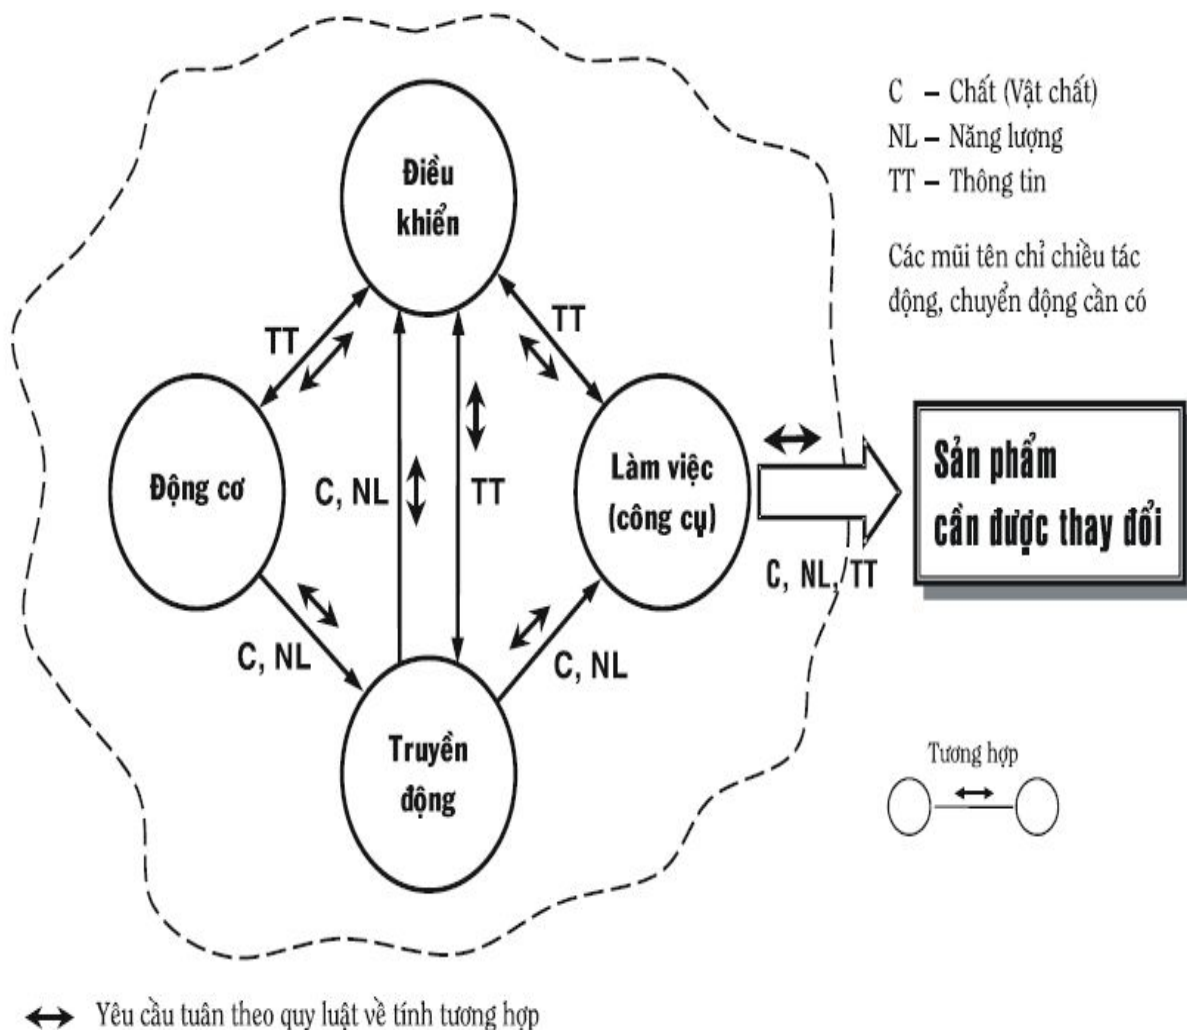 Điều
khiển
C – Chất (Vật chất)
NL – Năng lượng
TT – Thông tin
Các mũi tên chỉ chiều tác
động, chuyển động cần có
TT
TT
Động cơ
C, NL
TT
Làm việc
(công cụ)
Sản phẩm
cần được thay đổi
C, NL, TT
C, NL
C, NL
Truyền
động
Tương hợp
Yêu cầu tuân theo quy luật về tính tương hợp